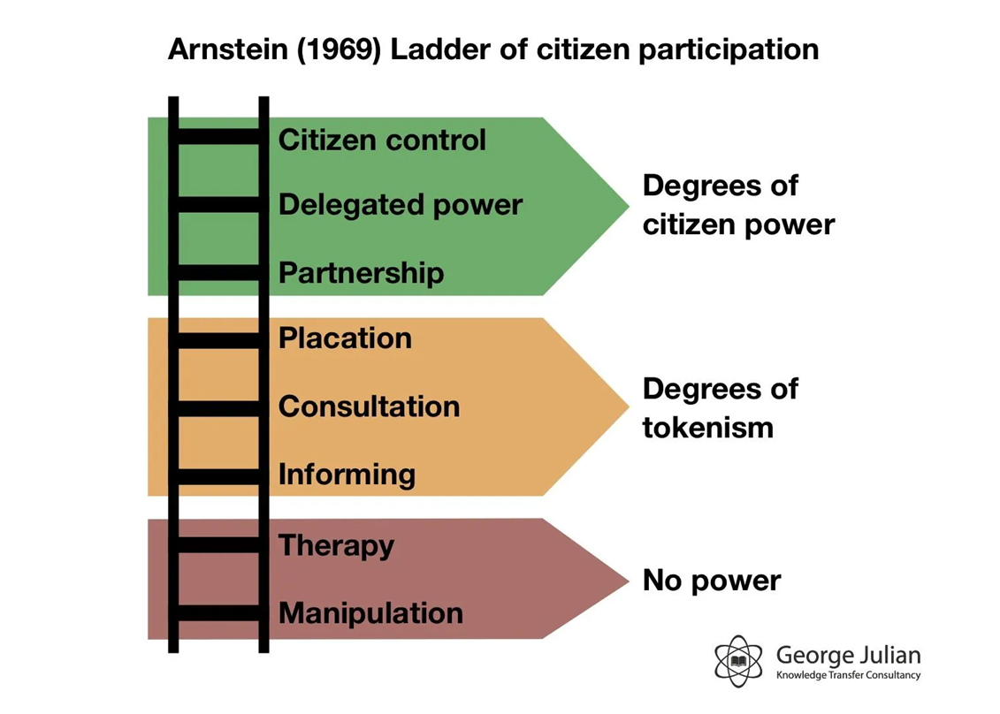 Arnstein (1969) Ladder of citizen participation
Citizen control
Delegated power
Partnership
Degrees of
citizen power
Placation
Consultation
Informing
Degrees of
tokenism
Therapy
Manipulation
No power
George Julian
Knowledge Transfer Consultancy